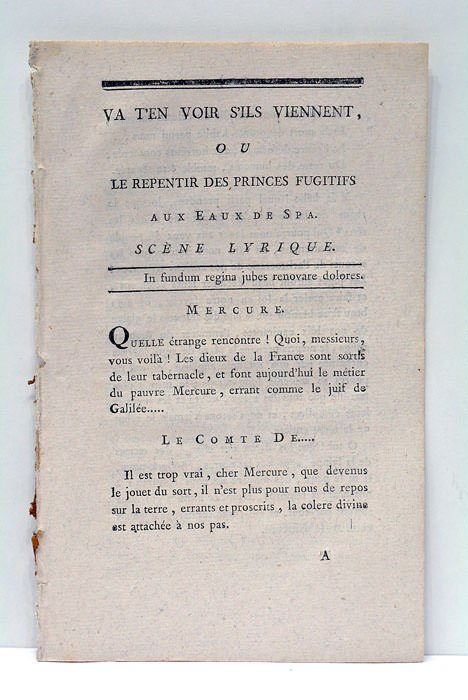 VA T'EN VOIR S'ILS VIENNENT,
OU
LE REPENTIR DES PRINCES FUGITIFS
AUX EAUX DE SPA.
SCÈNE LYRIQUE.
In fundum regina jubes renovare dolores.
MERCURE.
QUELLE étrange rencontre ! Quoi, messieurs,
vous voilà ! Les dieux de la France sont sortis
de leur tabernacle, et font aujourd'hui le métier
du pauvre Mercure, errant comme le juif de
Galilée.....
LE COMTE DE.....
Il est trop vrai, cher Mercure, que devenus
le jouet du sort, il n'est plus pour nous de repos
sur la terre, errants et proscrits, la colere divine
est attachée à nos pas.
A